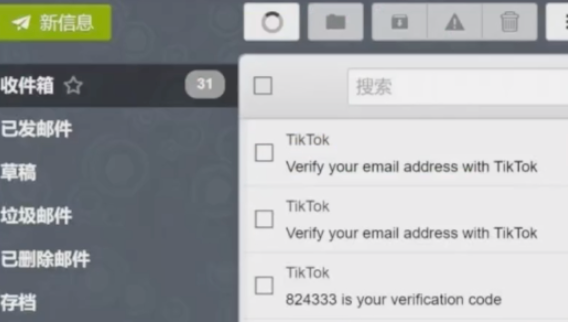 新信息
收件箱 31
已发邮件
草稿
垃圾邮件
已删除邮件
存档
搜索
TikTok
Verify your email address with TikTok
TikTok
Verify your email address with TikTok
TikTok
824333 is your verification code